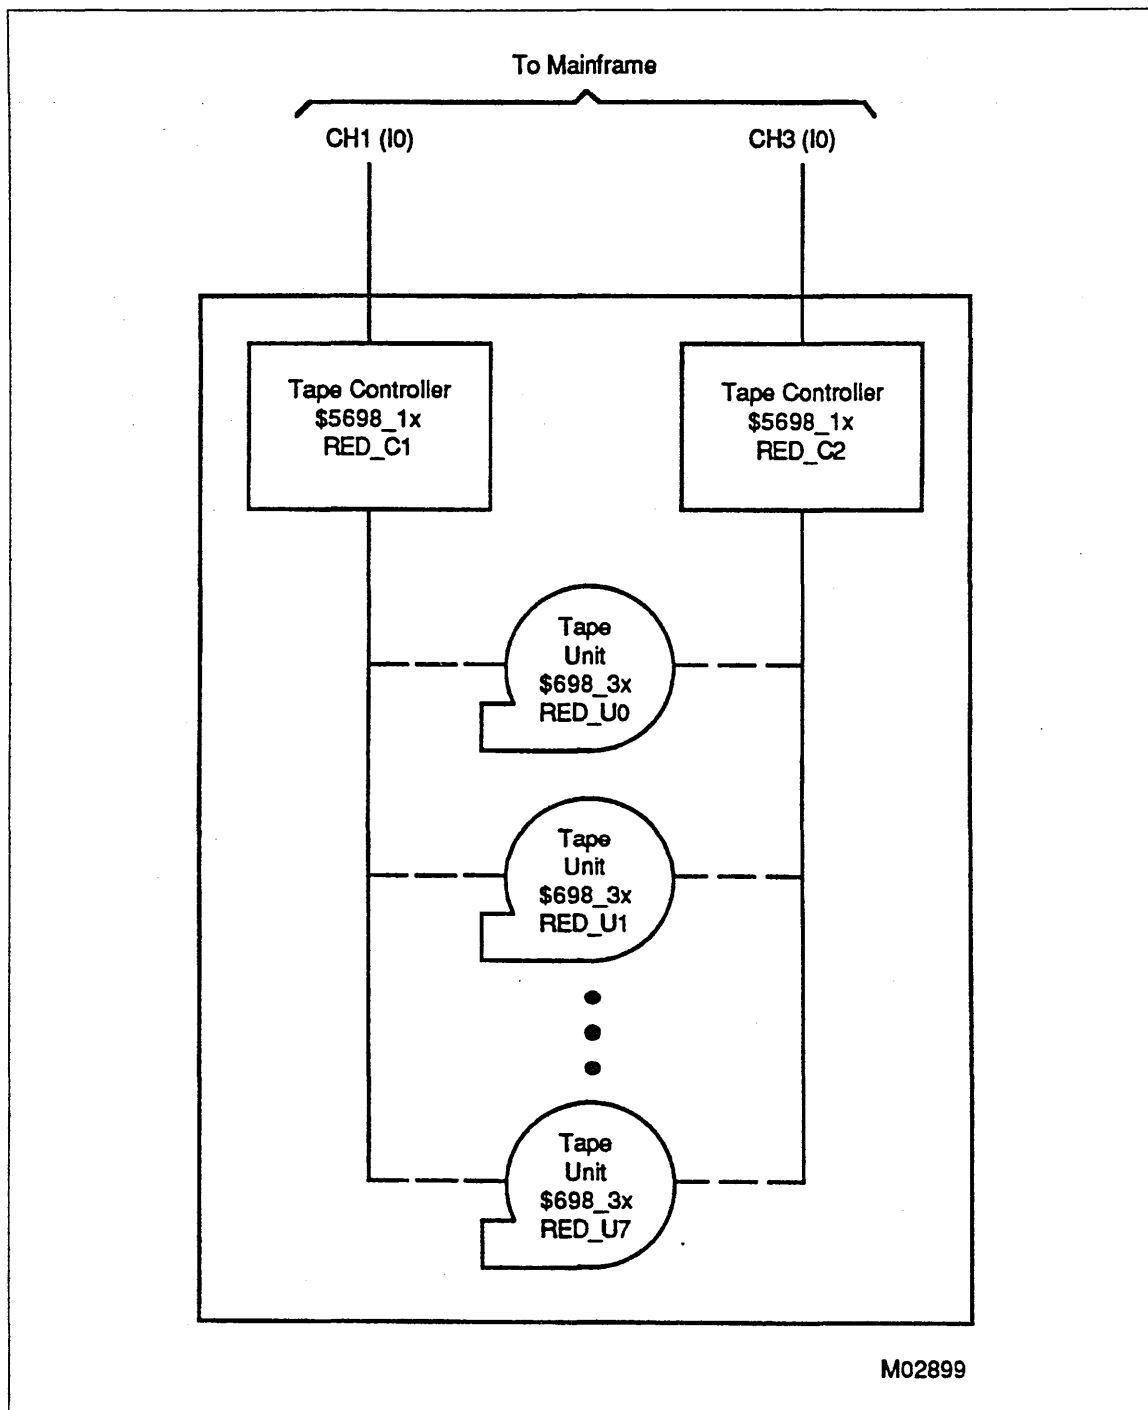 To Mainframe
CH1 (I0)
CH3 (I0)
Tape Controller
$5698_1x
RED_C1
Tape Controller
$5698_1x
RED_C2
Tape
Unit
$698_3x
RED_U0
Tape
Unit
$698_3x
RED_U1
Tape
Unit
$698_3x
RED_U7
M02899